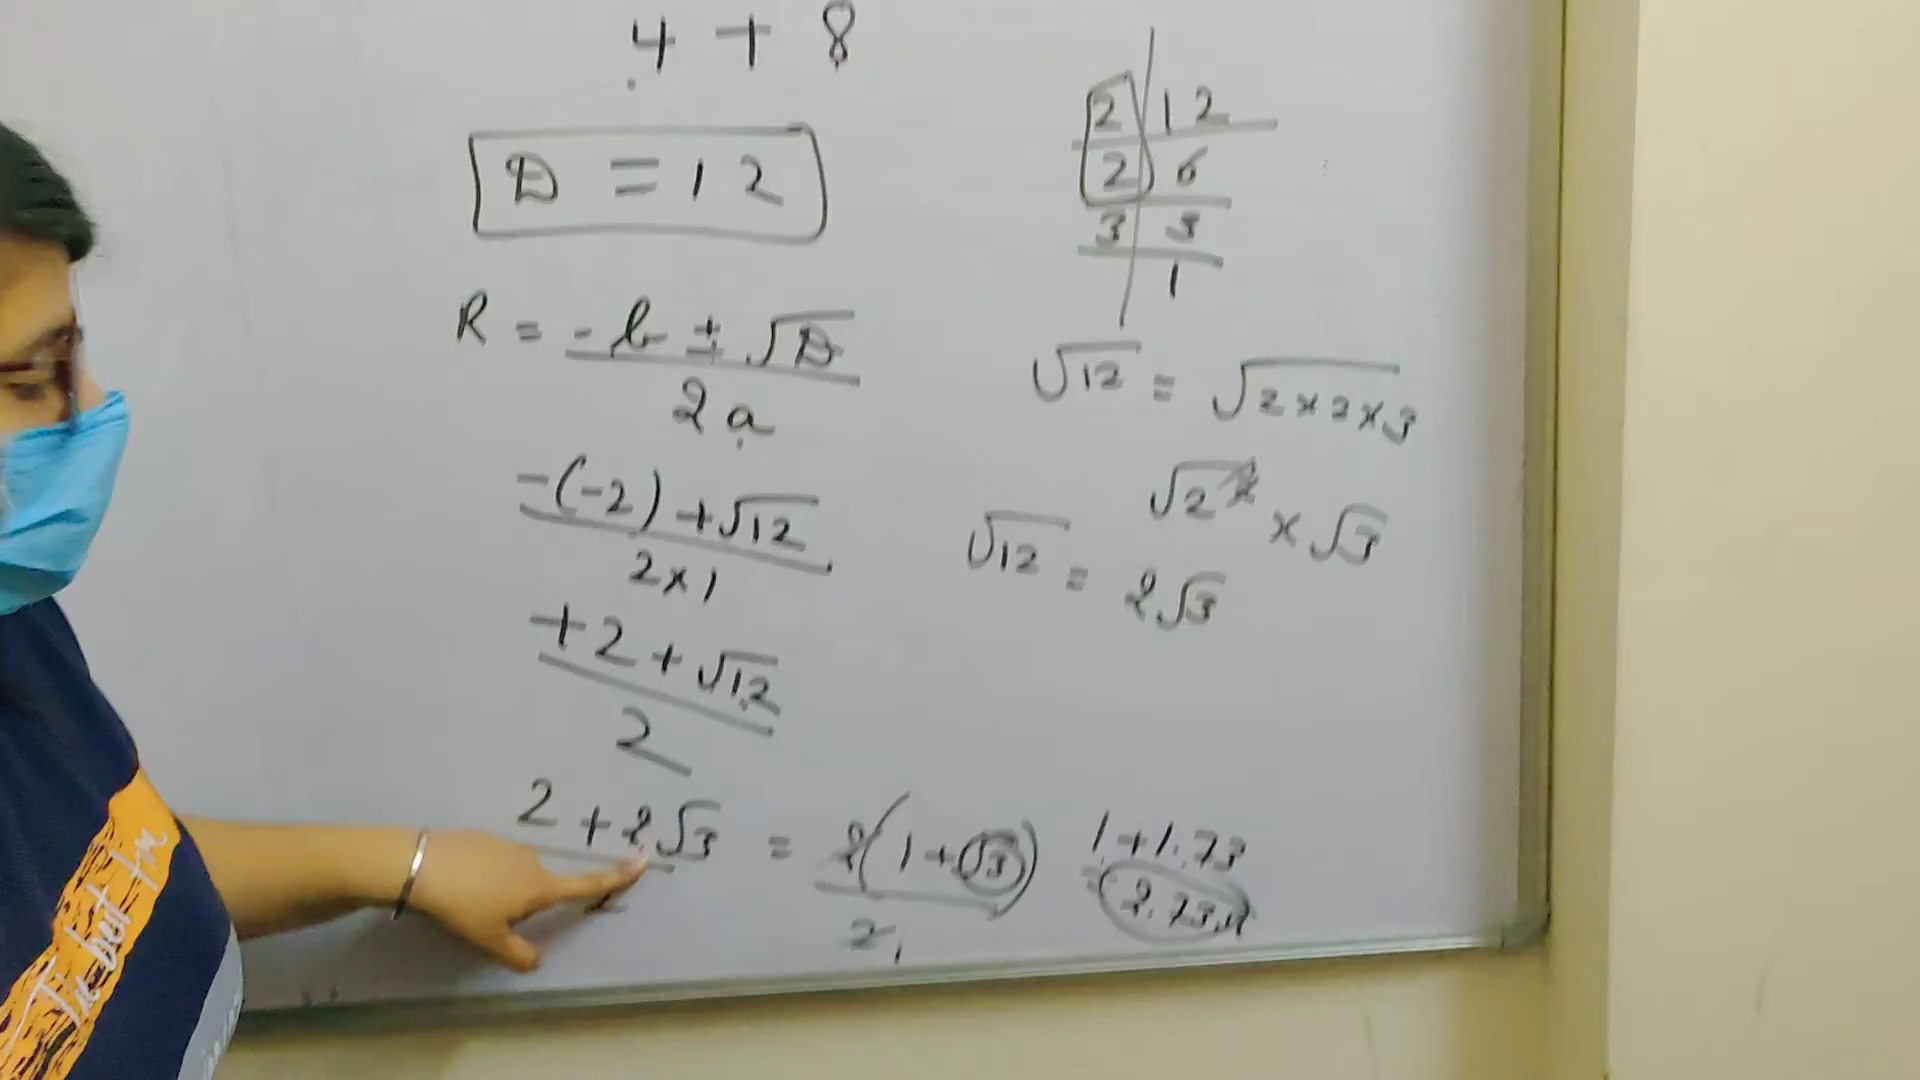 4 + 8
D = 12
R = -b ± √D
2a
-(-2) + √12
2×1
+2 + √12
2
2 + 2√3 = 2(1+√3)
2 1
1+1.73
= 2.73
2 | 12
2 | 6
3 | 3
1
√12 = √2×2×3
√2² × √3
√12 = 2√3